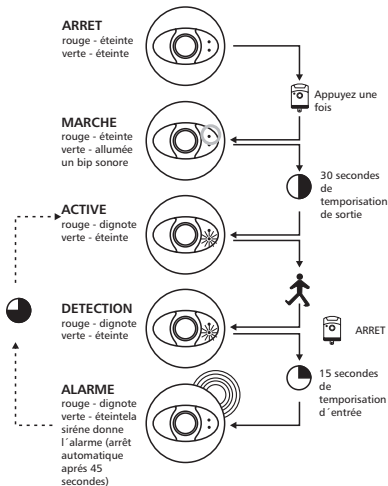 ARRET
rouge - éteinte
verte - éteinte
Appuyez une
fois
MARCHE
rouge - éteinte
verte - allumée
un bip sonore
30 secondes
de
temporisation
de sortie
ACTIVE
rouge - dignote
verte - éteinte
DETECTION
rouge - dignote
verte - éteinte
ARRET
15 secondes
de
temporisation
d´entrée
ALARME
rouge - dignote
verte - éteintela
siréne donne
l´alarme (arrêt
automatique
aprés 45
secondes)